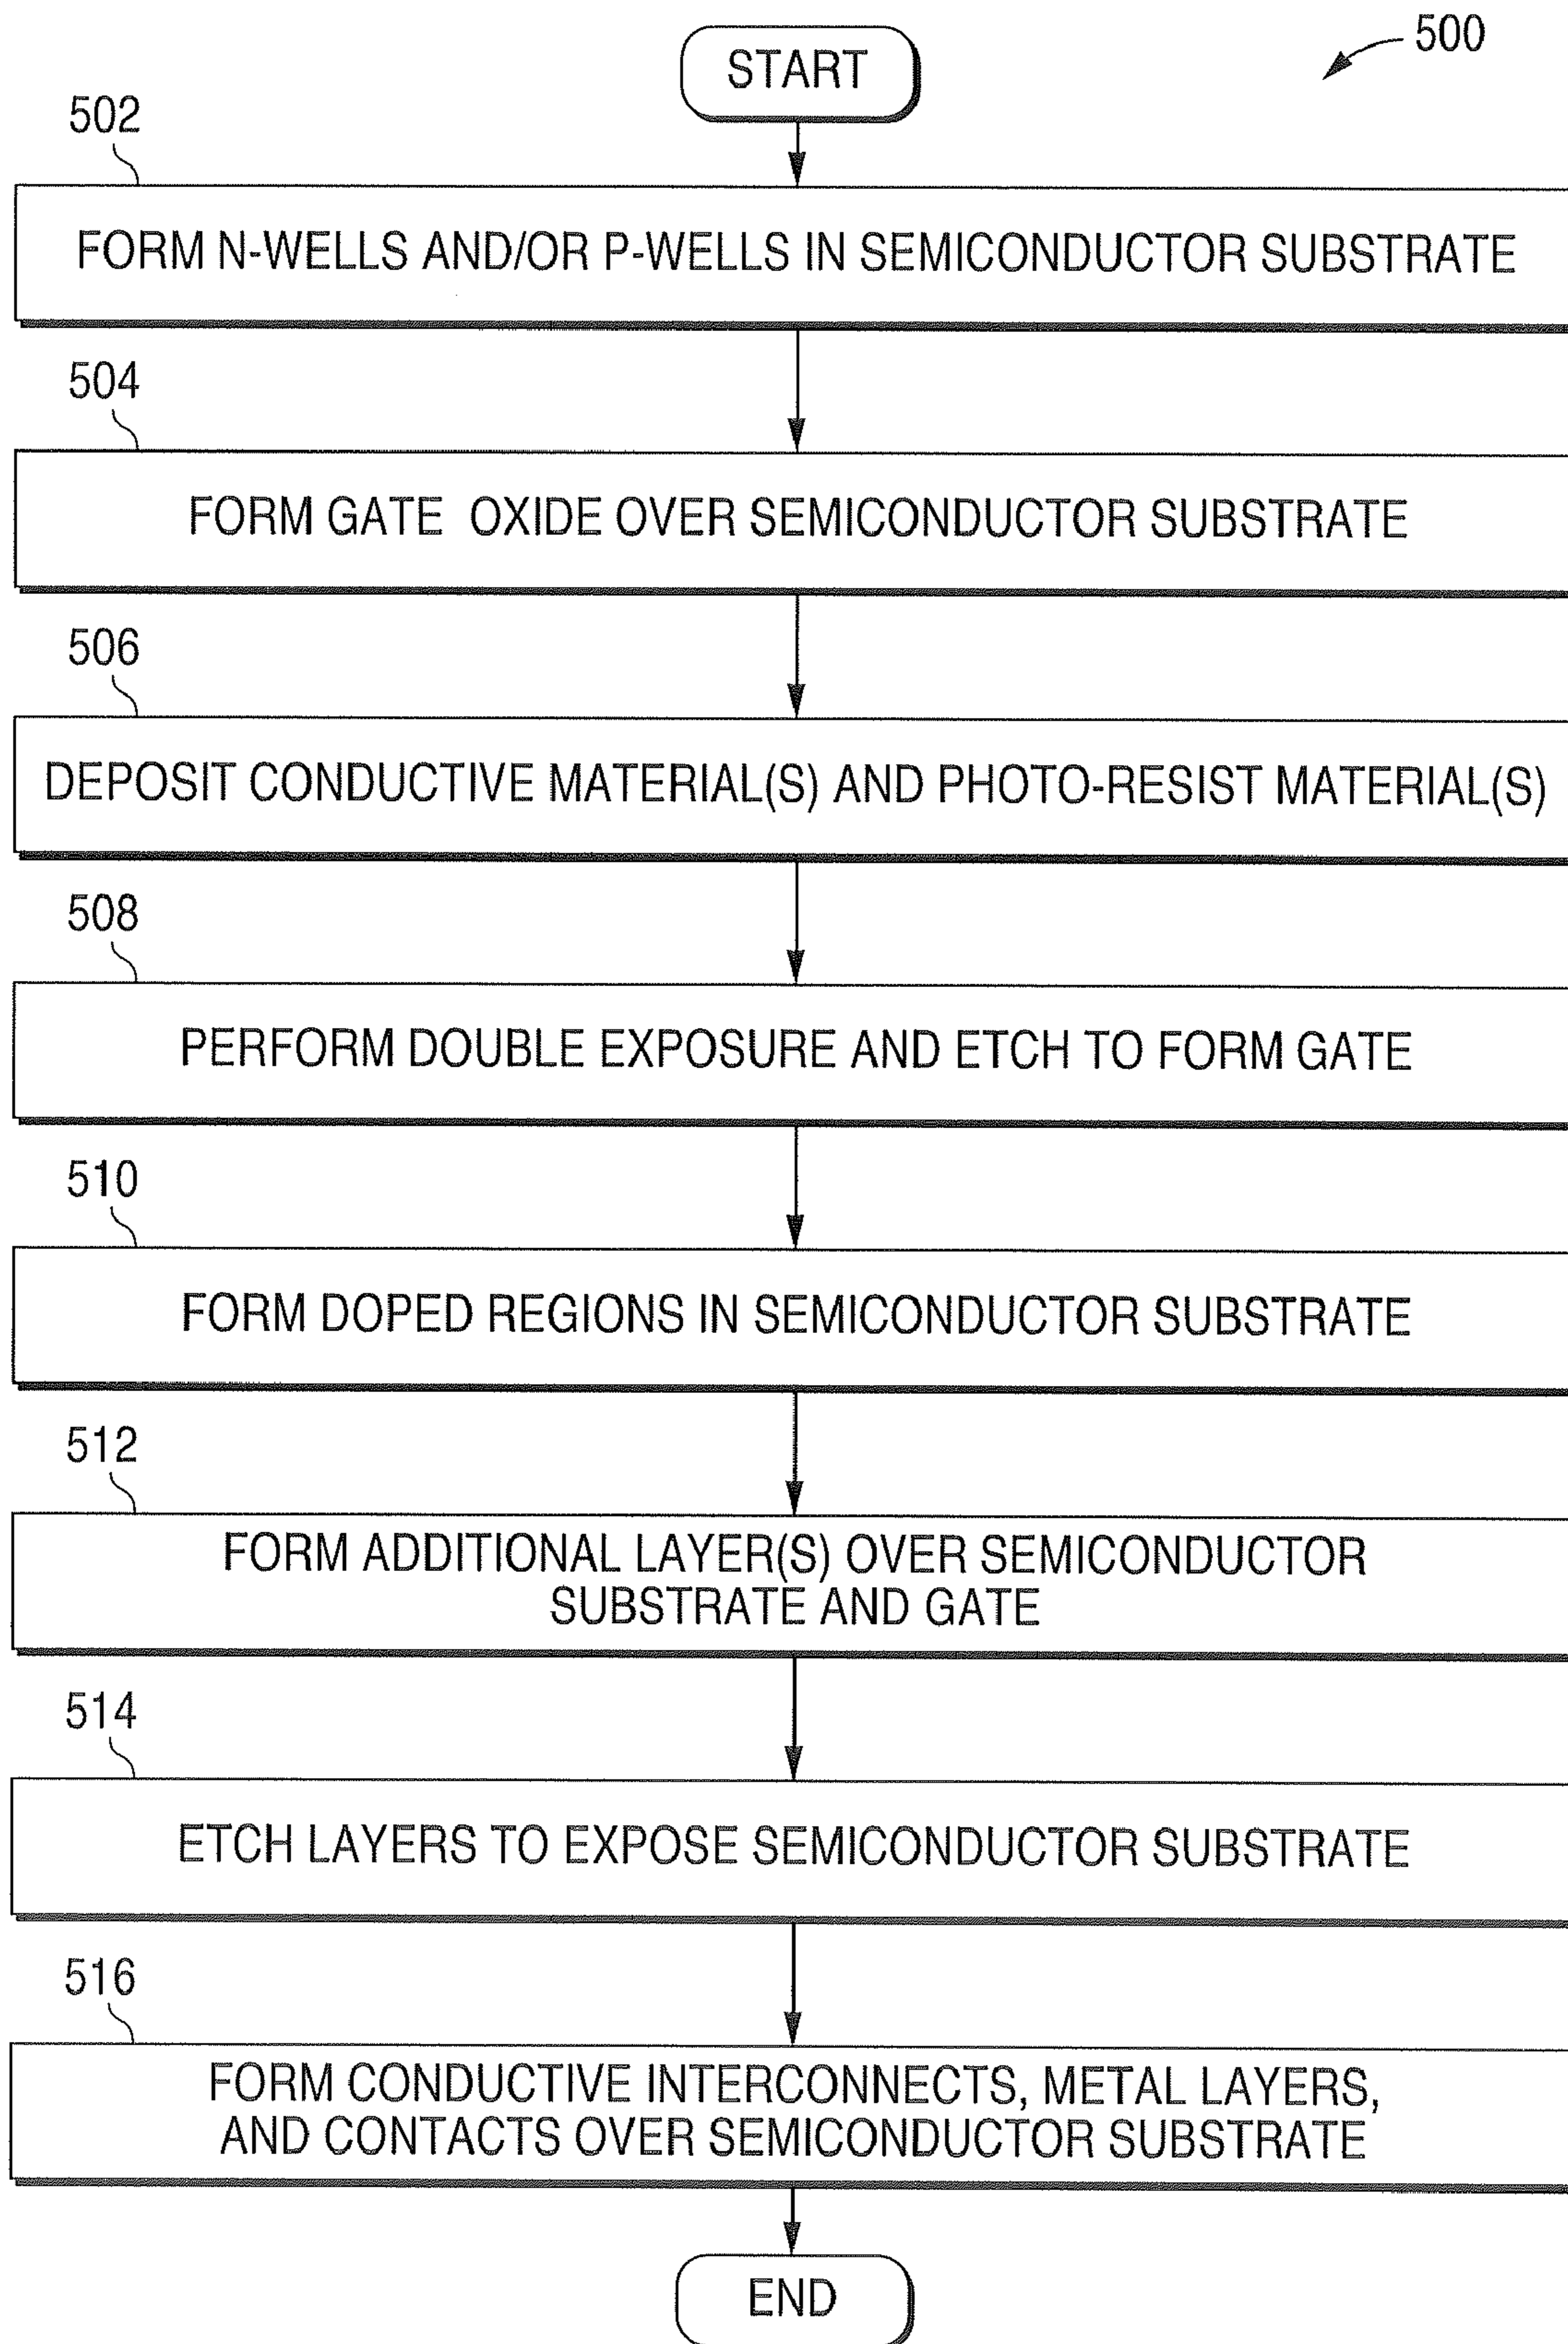 START
500
502
FORM N-WELLS AND/OR P-WELLS IN SEMICONDUCTOR SUBSTRATE
504
FORM GATE OXIDE OVER SEMICONDUCTOR SUBSTRATE
506
DEPOSIT CONDUCTIVE MATERIAL(S) AND PHOTO-RESIST MATERIAL(S)
508
PERFORM DOUBLE EXPOSURE AND ETCH TO FORM GATE
510
FORM DOPED REGIONS IN SEMICONDUCTOR SUBSTRATE
512
FORM ADDITIONAL LAYER(S) OVER SEMICONDUCTOR
SUBSTRATE AND GATE
514
ETCH LAYERS TO EXPOSE SEMICONDUCTOR SUBSTRATE
516
FORM CONDUCTIVE INTERCONNECTS, METAL LAYERS,
AND CONTACTS OVER SEMICONDUCTOR SUBSTRATE
END